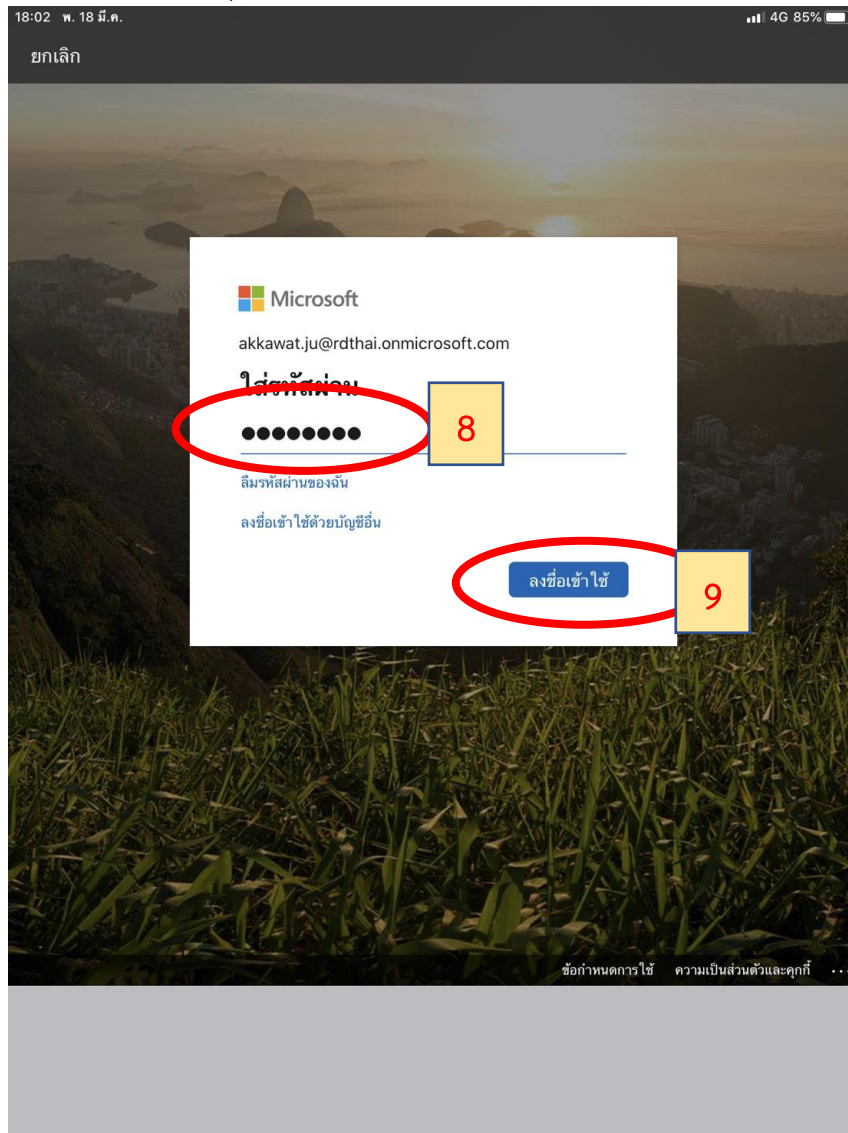 18:02 พ. 18 มี.ค.
4G 85%
ยกเลิก
Microsoft
akkawat.ju@rdthai.onmicrosoft.com
ใส่รหัสผ่าน
●●●●●●●●
8
ลืมรหัสผ่านของฉัน
ลงชื่อเข้าใช้ด้วยบัญชีอื่น
ลงชื่อเข้าใช้
9
ข้อกำหนดการใช้ ความเป็นส่วนตัวและคุกกี้ ...